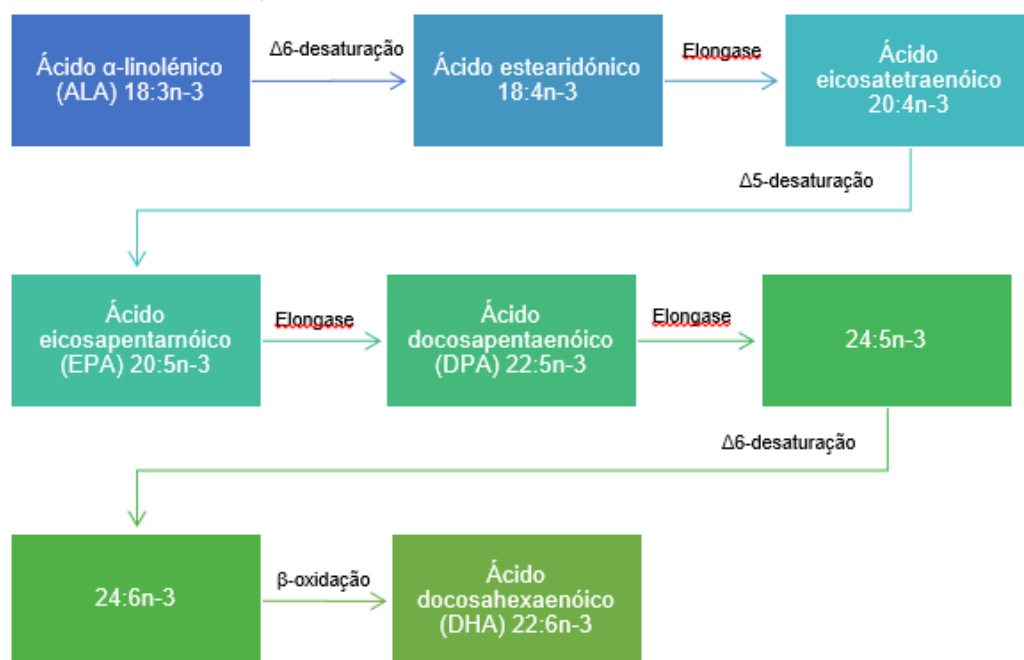 Ácido α-linolénico
(ALA) 18:3n-3
Δ6-desaturação
Ácido estearidónico
18:4n-3
Elongase
Ácido
eicosatetraenóico
20:4n-3
Δ5-desaturação
Ácido
eicosapentarnóico
(EPA) 20:5n-3
Elongase
Ácido
docosapentaenóico
(DPA) 22:5n-3
Elongase
24:5n-3
Δ6-desaturação
24:6n-3
β-oxidação
Ácido
docosahexaenóico
(DHA) 22:6n-3